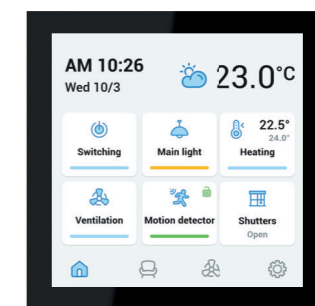 AM 10:26
Wed 10/3
23.0°C
Switching
Main light
22.5°
24.0°
Heating
Ventilation
Motion detector
Shutters
Open